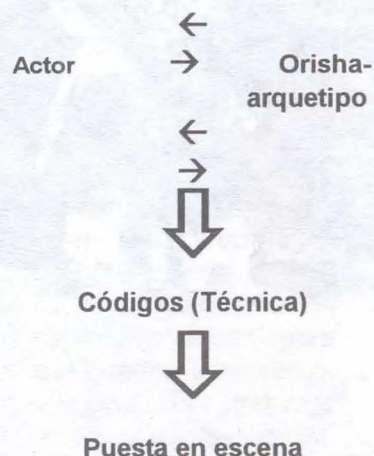 ←
Actor → Orisha-
arquetipo
←
→
Códigos (Técnica)
Puesta en escena